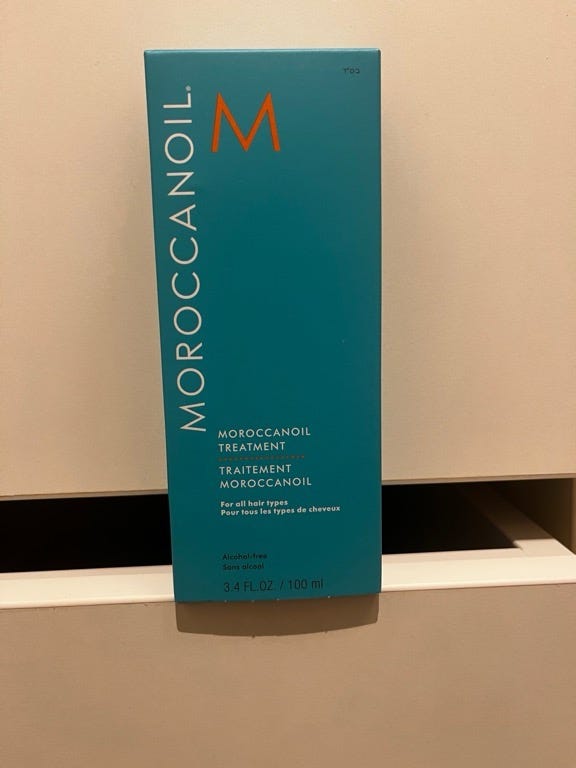 בס"ד
M
MOROCCANOIL®
MOROCCANOIL
TREATMENT
TRAITEMENT
MOROCCANOIL
For all hair types
Pour tous les types de cheveux
Alcohol-free
Sans alcool
3.4 FL.OZ. / 100 ml